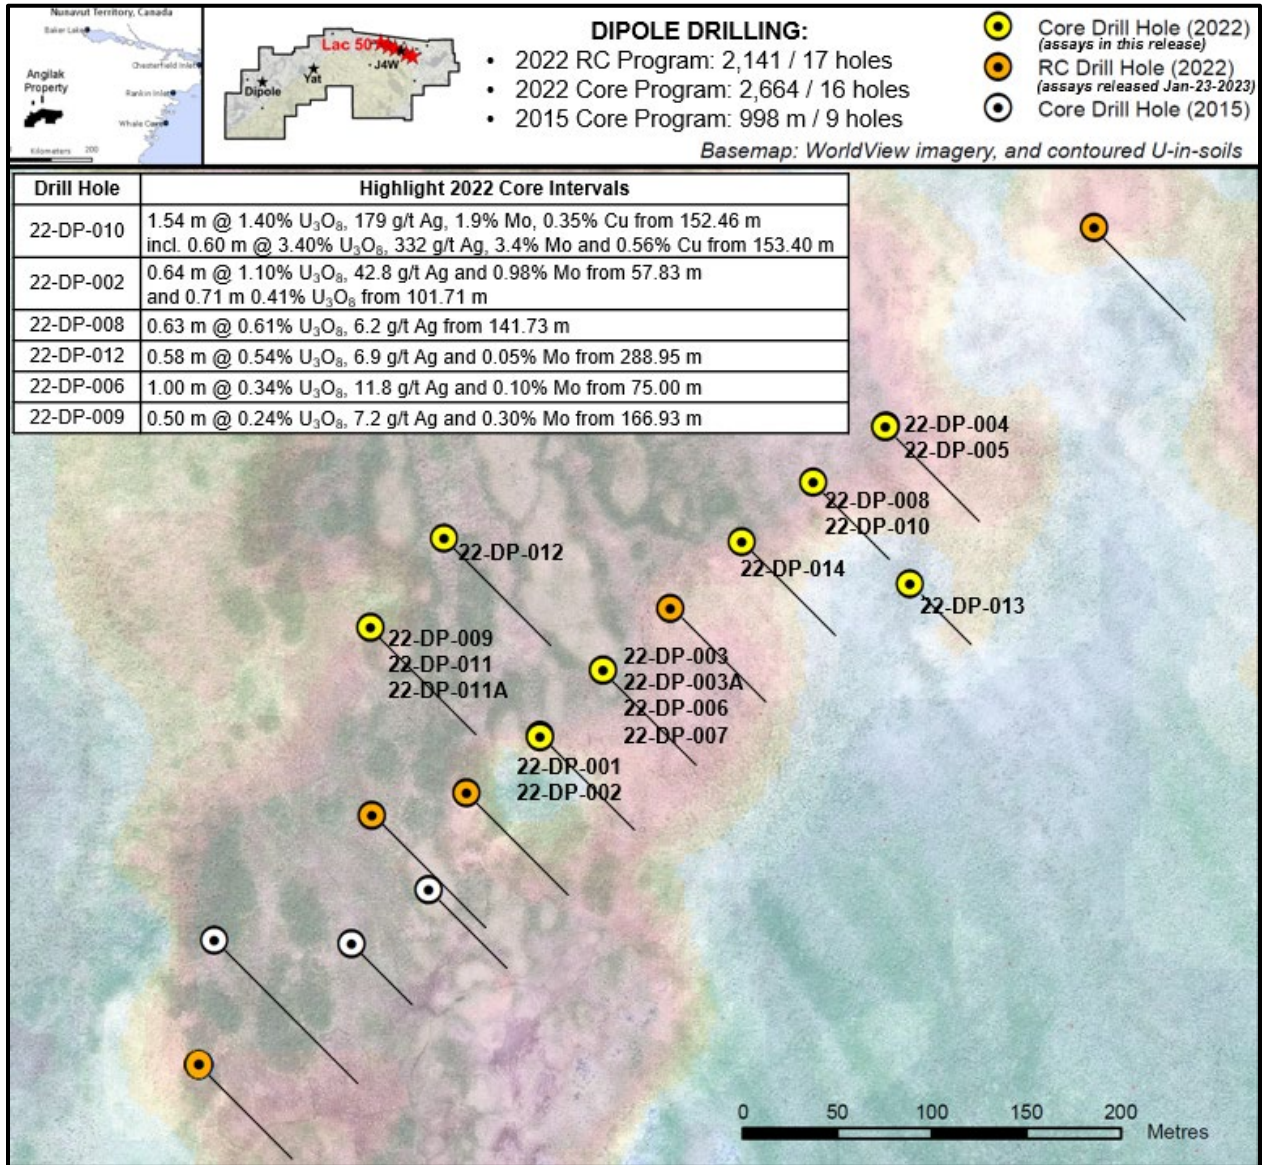 Nunavut Territory, Canada
Baker Lake
Chesterfield Inlet
Angilak
Property
Rankin Inlet
Whale Cove
Kilometers 200
Lac 50
J4W
Yat
Dipole
DIPOLE DRILLING:
• 2022 RC Program: 2,141 / 17 holes
• 2022 Core Program: 2,664 / 16 holes
• 2015 Core Program: 998 m / 9 holes
Core Drill Hole (2022)
(assays in this release)
RC Drill Hole (2022)
(assays released Jan-23-2023)
Core Drill Hole (2015)
Basemap: WorldView imagery, and contoured U-in-soils
Drill Hole Highlight 2022 Core Intervals
22-DP-010 1.54 m @ 1.40% U₃O₈, 179 g/t Ag, 1.9% Mo, 0.35% Cu from 152.46 m
incl. 0.60 m @ 3.40% U₃O₈, 332 g/t Ag, 3.4% Mo and 0.56% Cu from 153.40 m
22-DP-002 0.64 m @ 1.10% U₃O₈, 42.8 g/t Ag and 0.98% Mo from 57.83 m
and 0.71 m 0.41% U₃O₈ from 101.71 m
22-DP-008 0.63 m @ 0.61% U₃O₈, 6.2 g/t Ag from 141.73 m
22-DP-012 0.58 m @ 0.54% U₃O₈, 6.9 g/t Ag and 0.05% Mo from 288.95 m
22-DP-006 1.00 m @ 0.34% U₃O₈, 11.8 g/t Ag and 0.10% Mo from 75.00 m
22-DP-009 0.50 m @ 0.24% U₃O₈, 7.2 g/t Ag and 0.30% Mo from 166.93 m
22-DP-004
22-DP-005
22-DP-008
22-DP-010
22-DP-012
22-DP-014
22-DP-013
22-DP-009
22-DP-011
22-DP-011A
22-DP-003
22-DP-003A
22-DP-006
22-DP-007
22-DP-001
22-DP-002
0 50 100 150 200
Metres